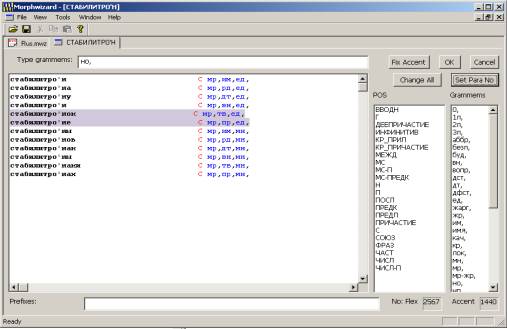 Morphwizard - [СТАБИЛИТРО'Н]
File View Tools Window Help
Rus.mwz СТАБИЛИТРО'Н
Type grammems: но,
Fix Accent OK Cancel
Change All Set Para No
POS Grammems
стабилитро'н С мр,им,ед,
стабилитро'на С мр,рд,ед,
стабилитро'ну С мр,дт,ед,
стабилитро'н С мр,вн,ед,
стабилитро'ном С мр,тв,ед,
стабилитро'не С мр,пр,ед,
стабилитро'ны С мр,им,мн,
стабилитро'нов С мр,рд,мн,
стабилитро'нам С мр,дт,мн,
стабилитро'ны С мр,вн,мн,
стабилитро'нами С мр,тв,мн,
стабилитро'нах С мр,пр,мн,
ВВОДН
Г
ДЕЕПРИЧАСТИЕ
ИНФИНИТИВ
КР_ПРИЛ
КР_ПРИЧАСТИЕ
МЕЖД
МС
МС-П
МС-ПРЕДК
Н
П
ПОСЛ
ПРЕДК
ПРЕДЛ
ПРИЧАСТИЕ
С
СОЮЗ
ФРАЗ
ЧАСТ
ЧИСЛ
ЧИСЛ-П
0,
1л,
2л,
3л,
аббр,
безл,
буд,
вн,
вопр,
дст,
дт,
дфст,
ед,
жарг,
жр,
им,
имя,
кач,
кр,
лок,
мн,
мр,
мр-жр,
но,
Prefixes: No: Flex 2567 Accent 1440
Ready